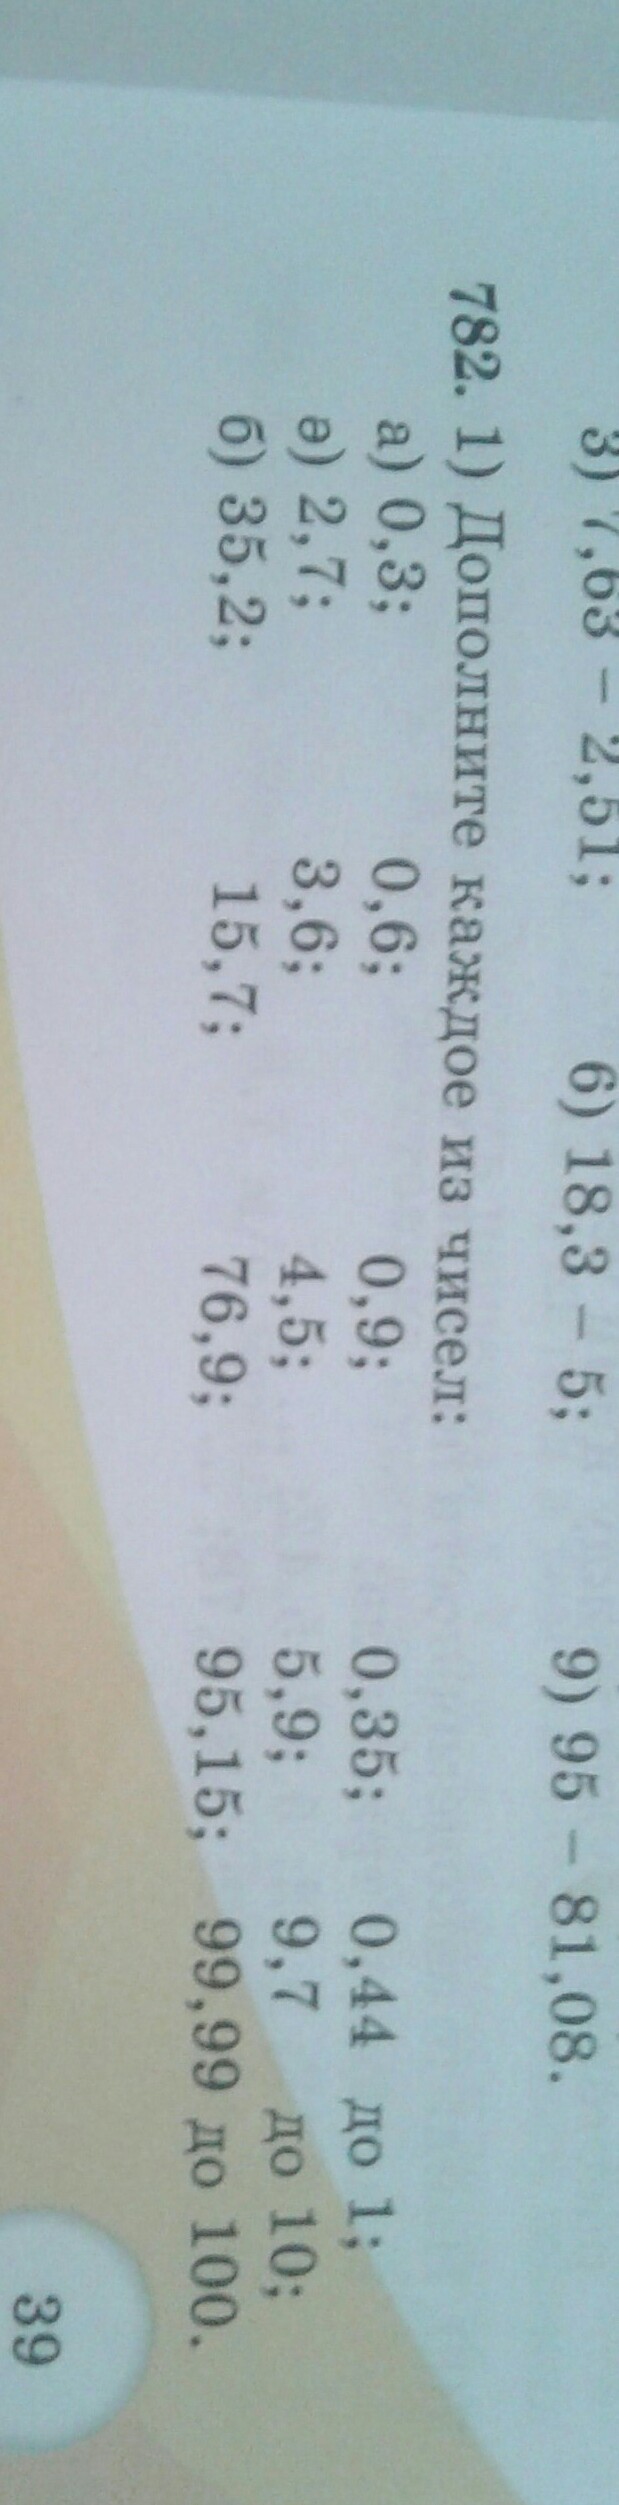 3) 7,63 – 2,51; 6) 18,3 – 5; 9) 95 – 81,08.
782. 1) Дополните каждое из чисел:
а) 0,3; 0,6; 0,9; 0,35; 0,44 до 1;
ə) 2,7; 3,6; 4,5; 5,9; 9,7 до 10;
б) 35,2; 15,7; 76,9; 95,15; 99,99 до 100.
39